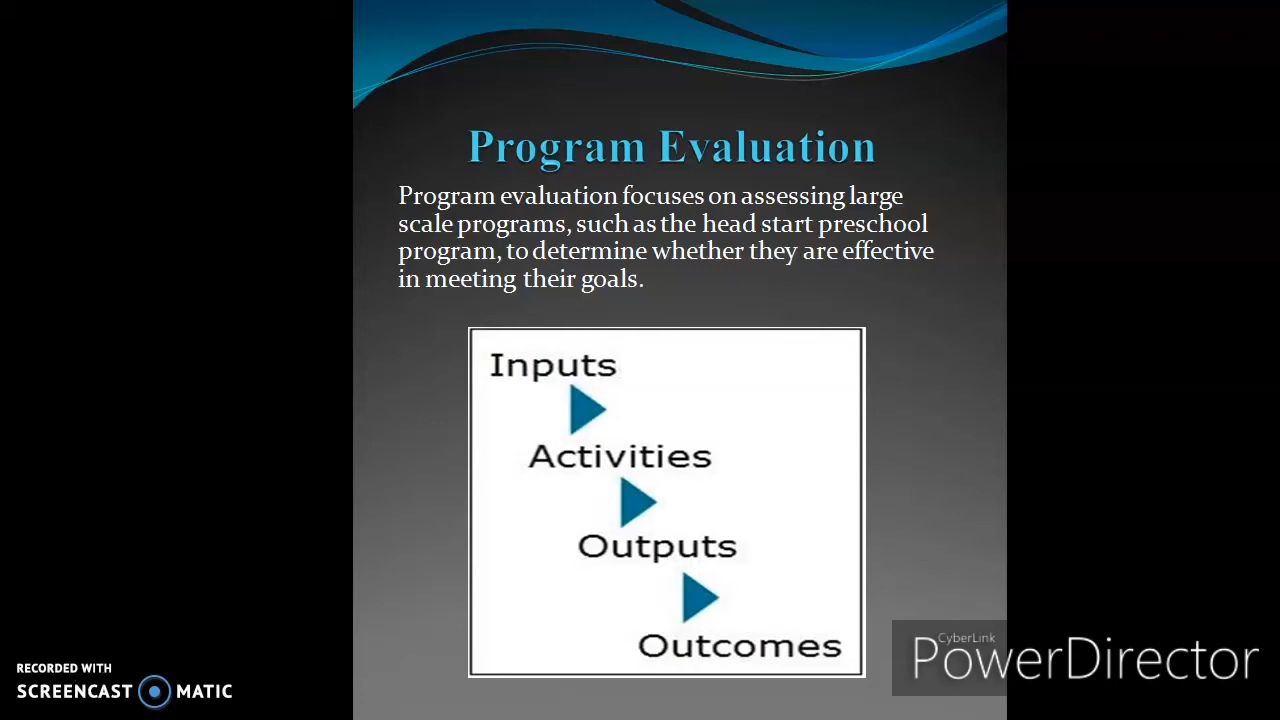 Program Evaluation
Program evaluation focuses on assessing large
scale programs, such as the head start preschool
program, to determine whether they are effective
in meeting their goals.
Inputs
Activities
Outputs
Outcomes
RECORDED WITH
SCREENCAST MATIC
CyberLink
PowerDirector